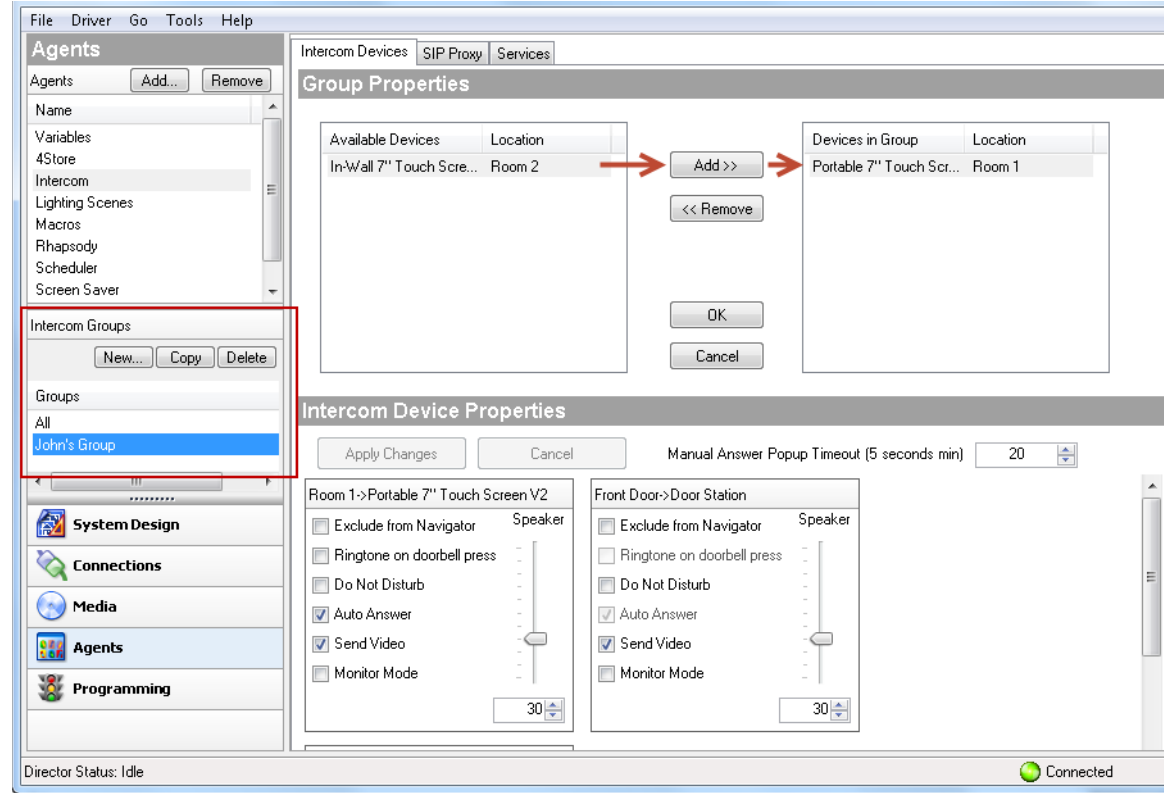 File Driver Go Tools Help
Agents
Agents Add... Remove
Name
Variables
4Store
Intercom
Lighting Scenes
Macros
Rhapsody
Scheduler
Screen Saver
Intercom Groups
New... Copy Delete
Groups
All
John's Group
System Design
Connections
Media
Agents
Programming
Intercom Devices SIP Proxy Services
Group Properties
Available Devices Location
In-Wall 7" Touch Scre... Room 2
Add >>
<< Remove
OK
Cancel
Devices in Group Location
Portable 7" Touch Scr... Room 1
Intercom Device Properties
Apply Changes Cancel Manual Answer Popup Timeout (5 seconds min) 20
Room 1->Portable 7" Touch Screen V2
Exclude from Navigator Speaker
Ringtone on doorbell press
Do Not Disturb
Auto Answer
Send Video
Monitor Mode
30
Front Door->Door Station
Exclude from Navigator Speaker
Ringtone on doorbell press
Do Not Disturb
Auto Answer
Send Video
Monitor Mode
30
Director Status: Idle Connected